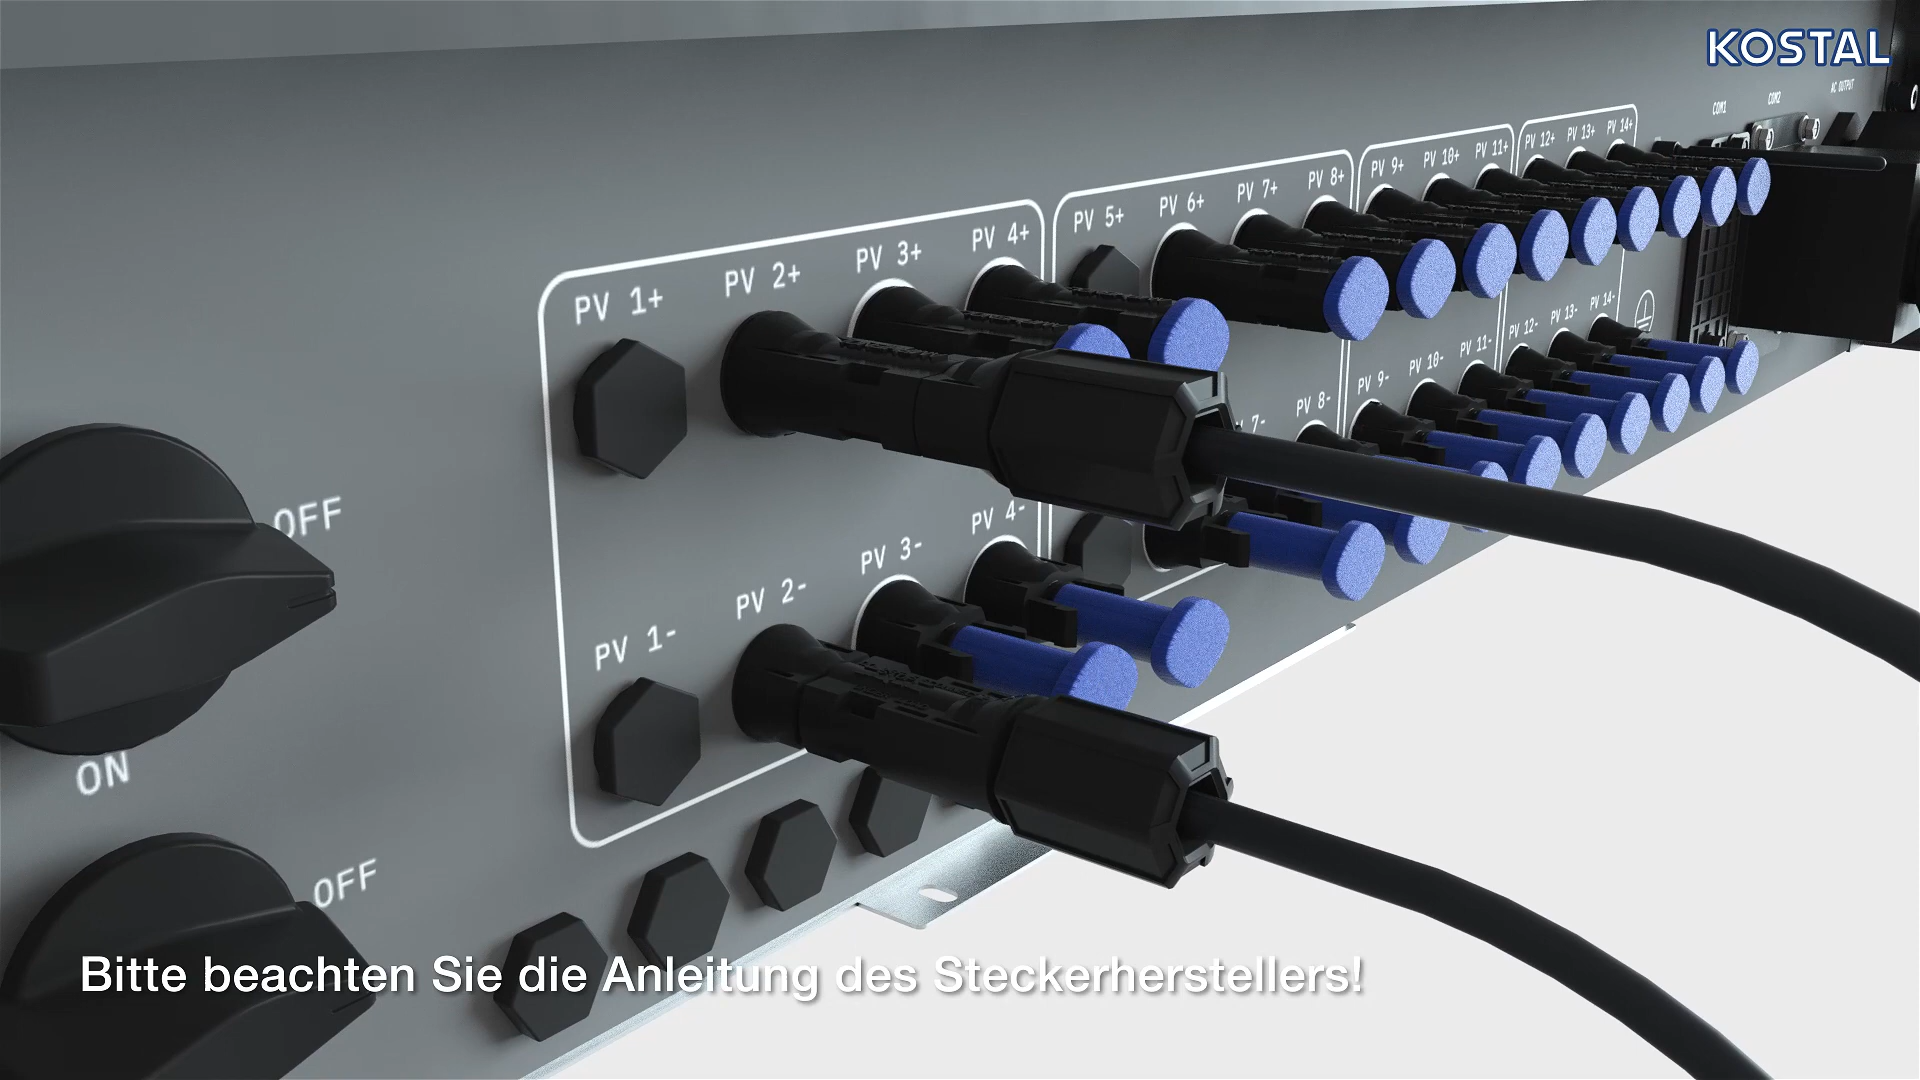 KOSTAL
AC OUTPUT
COM1
COM2
PV 1+
PV 2+
PV 3+
PV 4+
PV 5+
PV 6+
PV 7+
PV 8+
PV 9+
PV 10+
PV 11+
PV 12+
PV 13+
PV 14+
PV 1-
PV 2-
PV 3-
PV 4-
7-
PV 8-
PV 9-
PV 10-
PV 11-
PV 12-
PV 13-
PV 14-
OFF
ON
OFF
Bitte beachten Sie die Anleitung des Steckerherstellers!